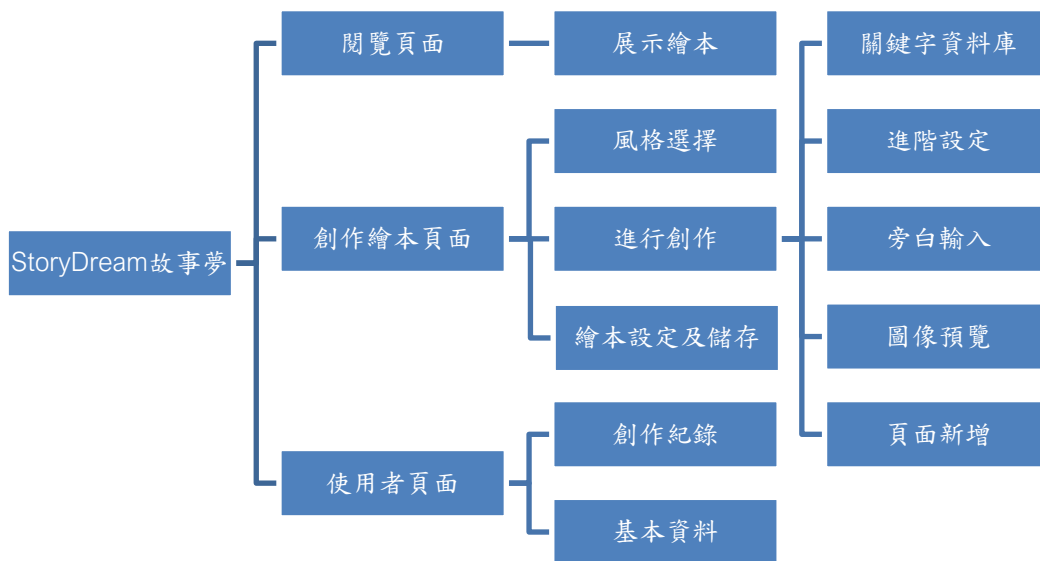 StoryDream故事夢
閱覽頁面
展示繪本
創作繪本頁面
風格選擇
進行創作
關鍵字資料庫
進階設定
旁白輸入
圖像預覽
頁面新增
繪本設定及儲存
使用者頁面
創作紀錄
基本資料